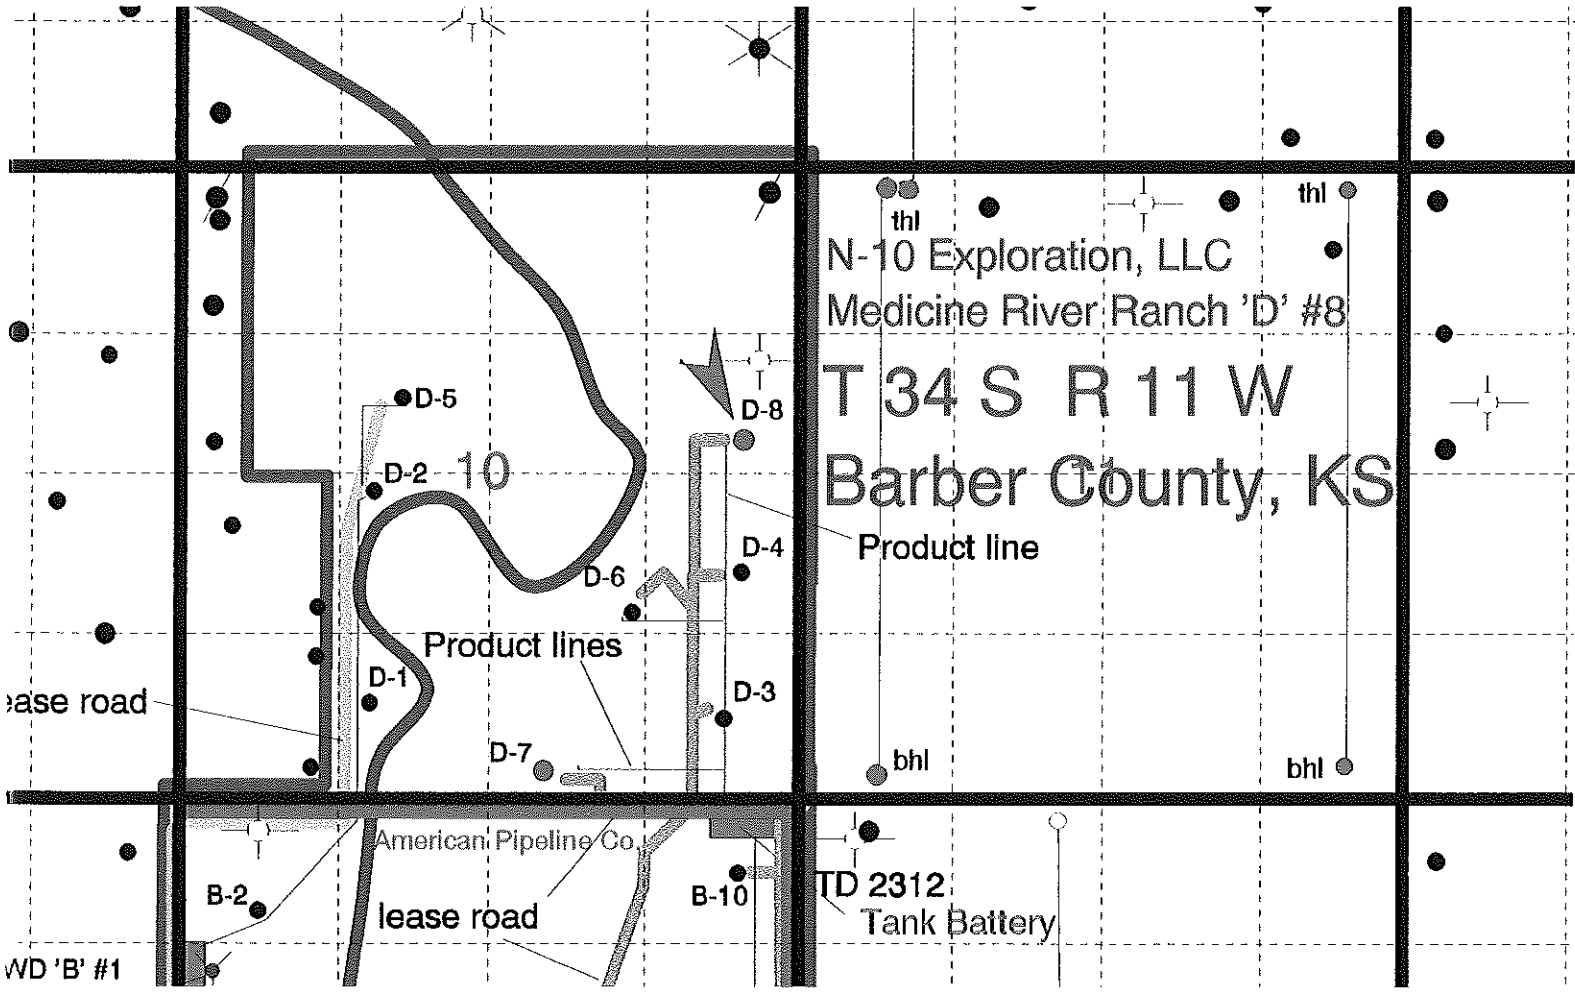 thl
thl
N-10 Exploration, LLC
Medicine River Ranch 'D' #8
T 34 S R 11 W
Barber County, KS
11
D-5
D-8
D-2
10
D-4
Product line
D-6
Product lines
D-1
D-3
ease road
D-7
bhl
bhl
American Pipeline Co.
B-2
B-10
TD 2312
lease road
Tank Battery
WD 'B' #1